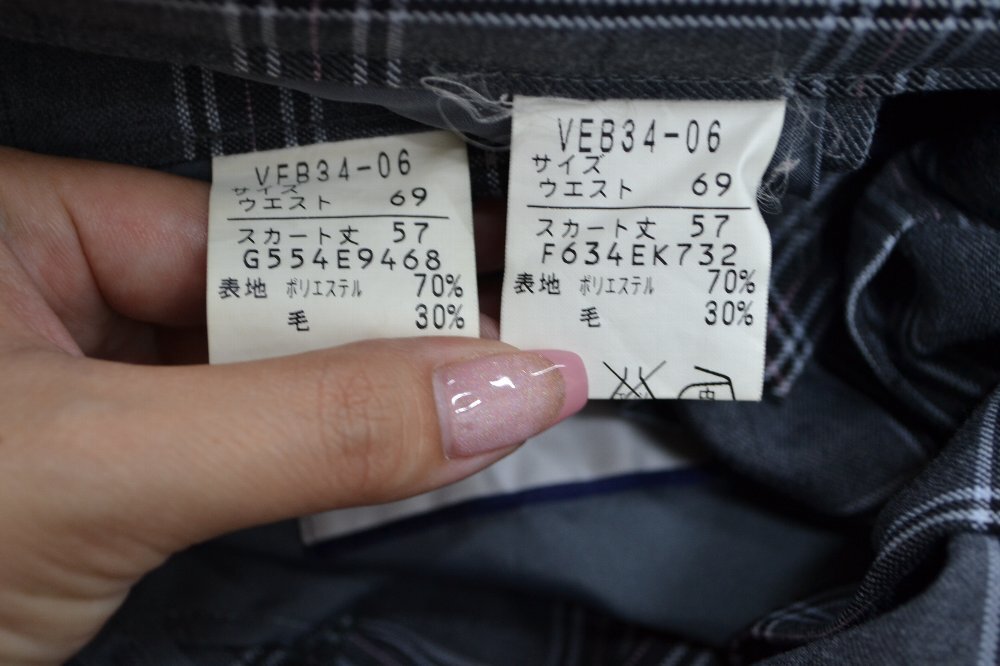 VEB34-06
サイズ
ウエスト 69
スカート丈 57
G554E9468
表地 ポリエステル 70%
毛 30%
VEB34-06
サイズ
ウエスト 69
スカート丈 57
F634EK732
表地 ポリエステル 70%
毛 30%
中